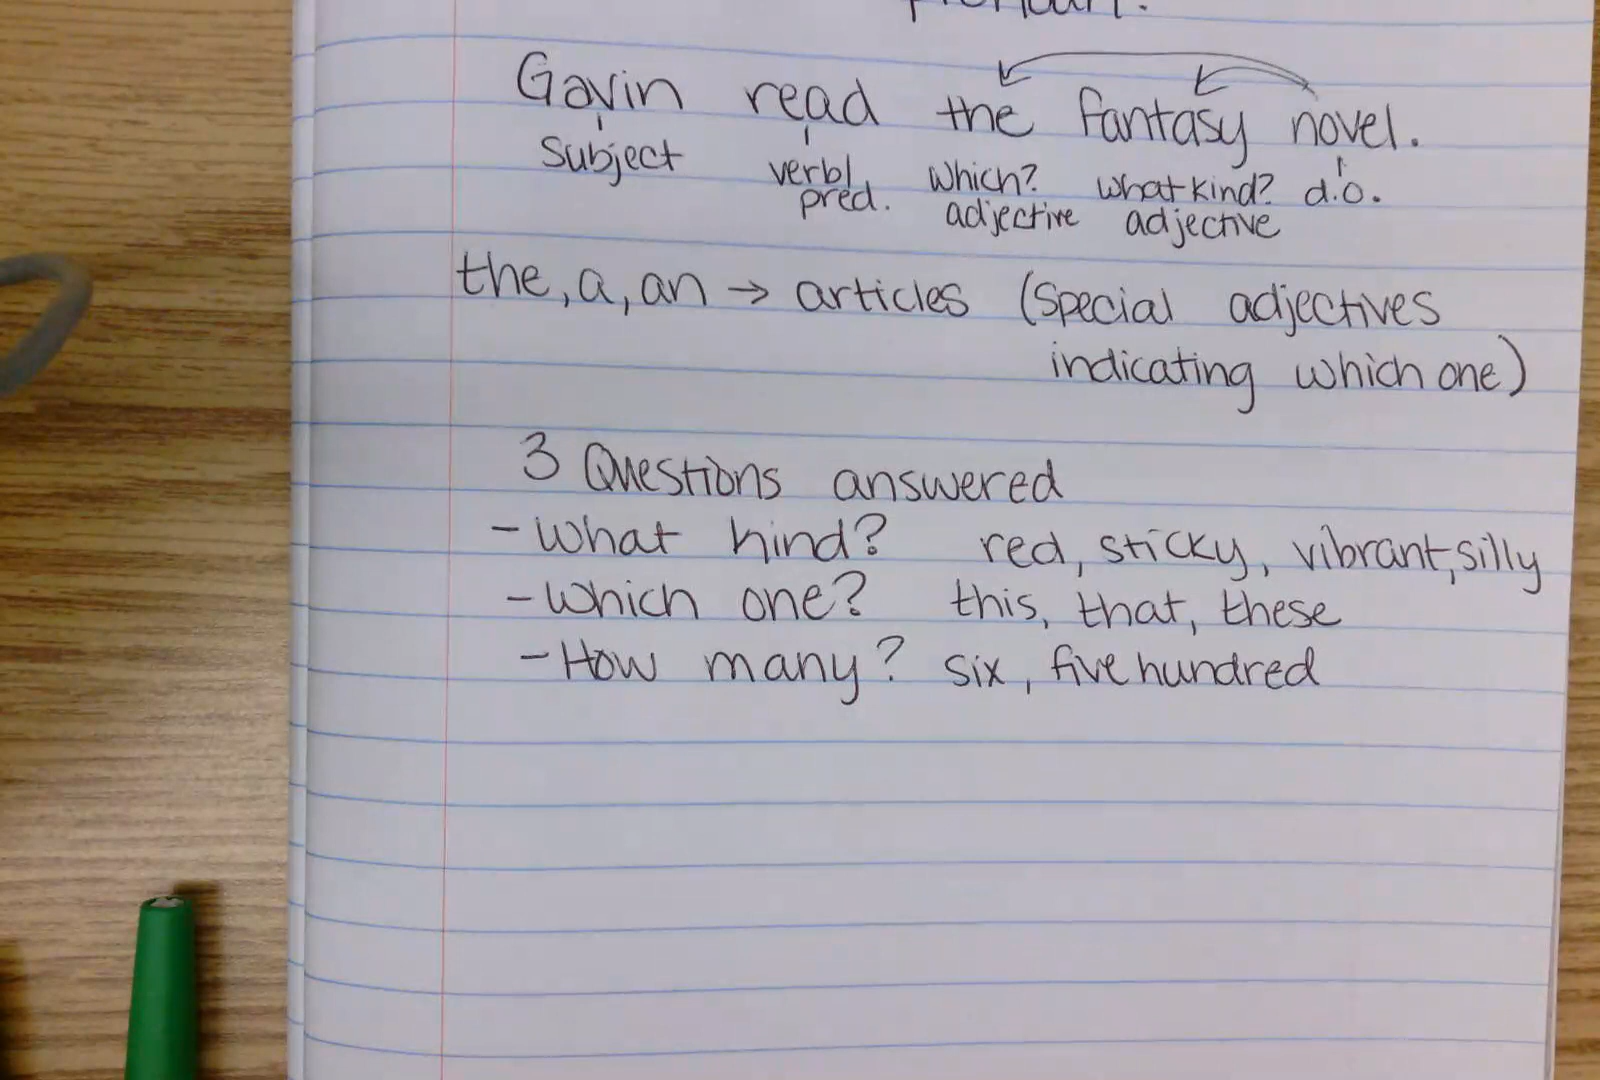 pronoun.
Gavin read the fantasy novel.
subject verb/ which? what kind? d.o.
pred. adjective adjective
the, a, an → articles (special adjectives
indicating which one)
3 Questions answered
- What kind? red, sticky, vibrant, silly
- Which one? this, that, these
- How many? six, five hundred